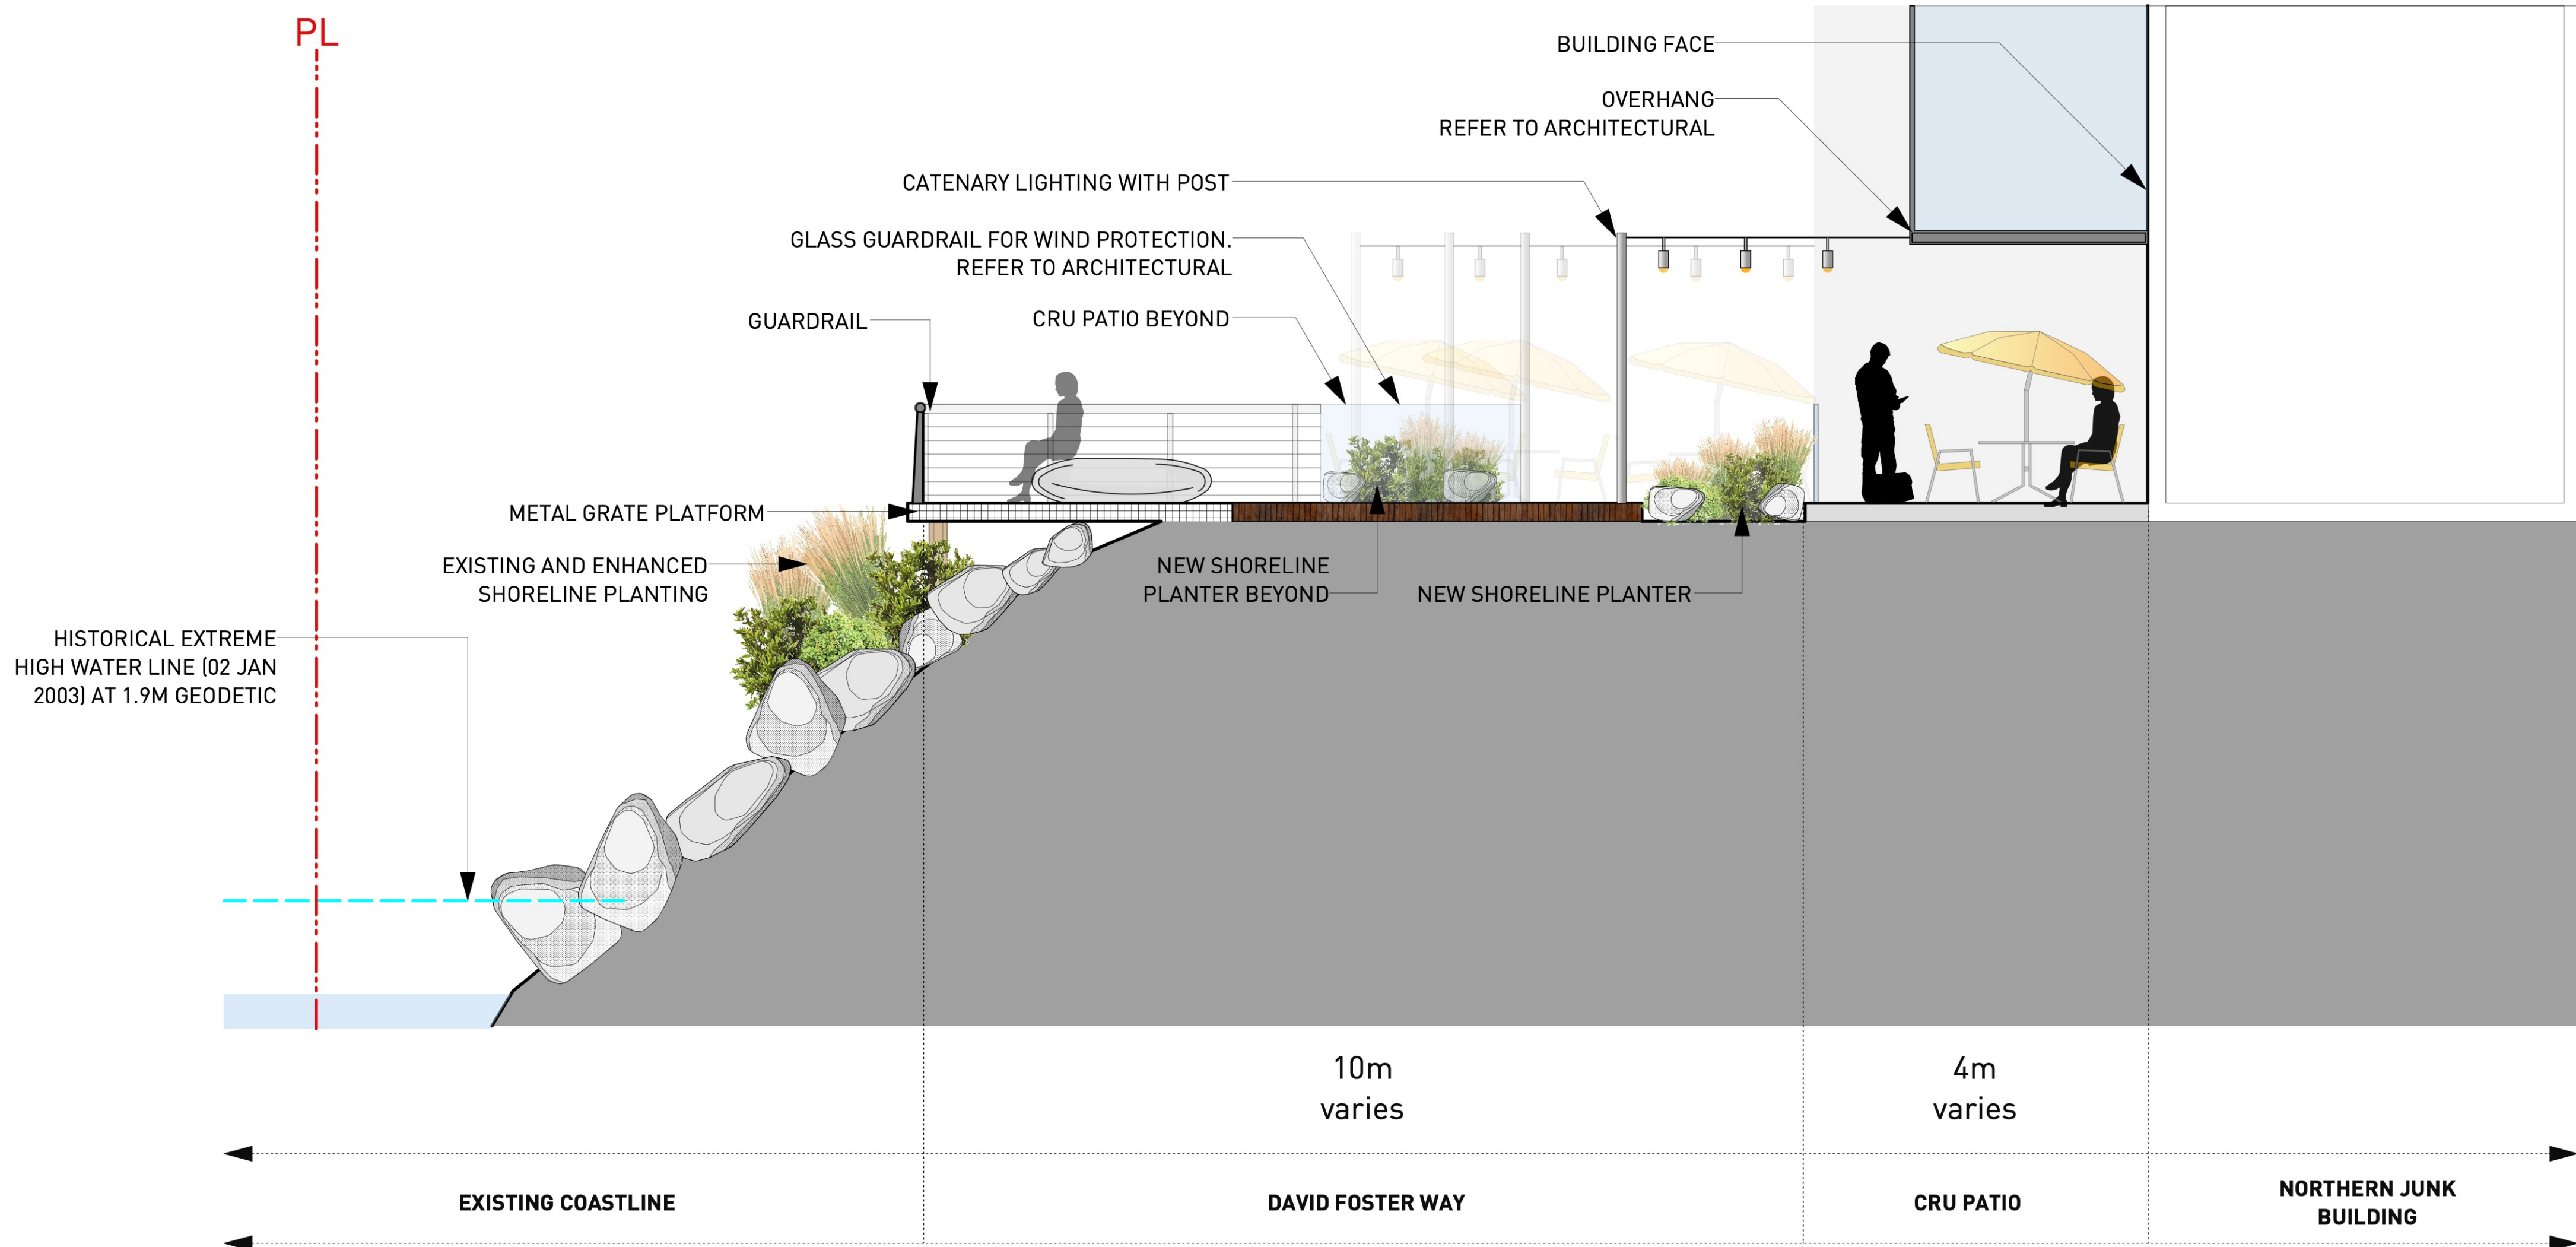 PL
BUILDING FACE
OVERHANG
REFER TO ARCHITECTURAL
CATENARY LIGHTING WITH POST
GLASS GUARDRAIL FOR WIND PROTECTION.
REFER TO ARCHITECTURAL
GUARDRAIL
CRU PATIO BEYOND
METAL GRATE PLATFORM
EXISTING AND ENHANCED
SHORELINE PLANTING
NEW SHORELINE
PLANTER BEYOND
NEW SHORELINE PLANTER
HISTORICAL EXTREME
HIGH WATER LINE (02 JAN
2003) AT 1.9M GEODETIC
10m
varies
4m
varies
EXISTING COASTLINE
DAVID FOSTER WAY
CRU PATIO
NORTHERN JUNK
BUILDING